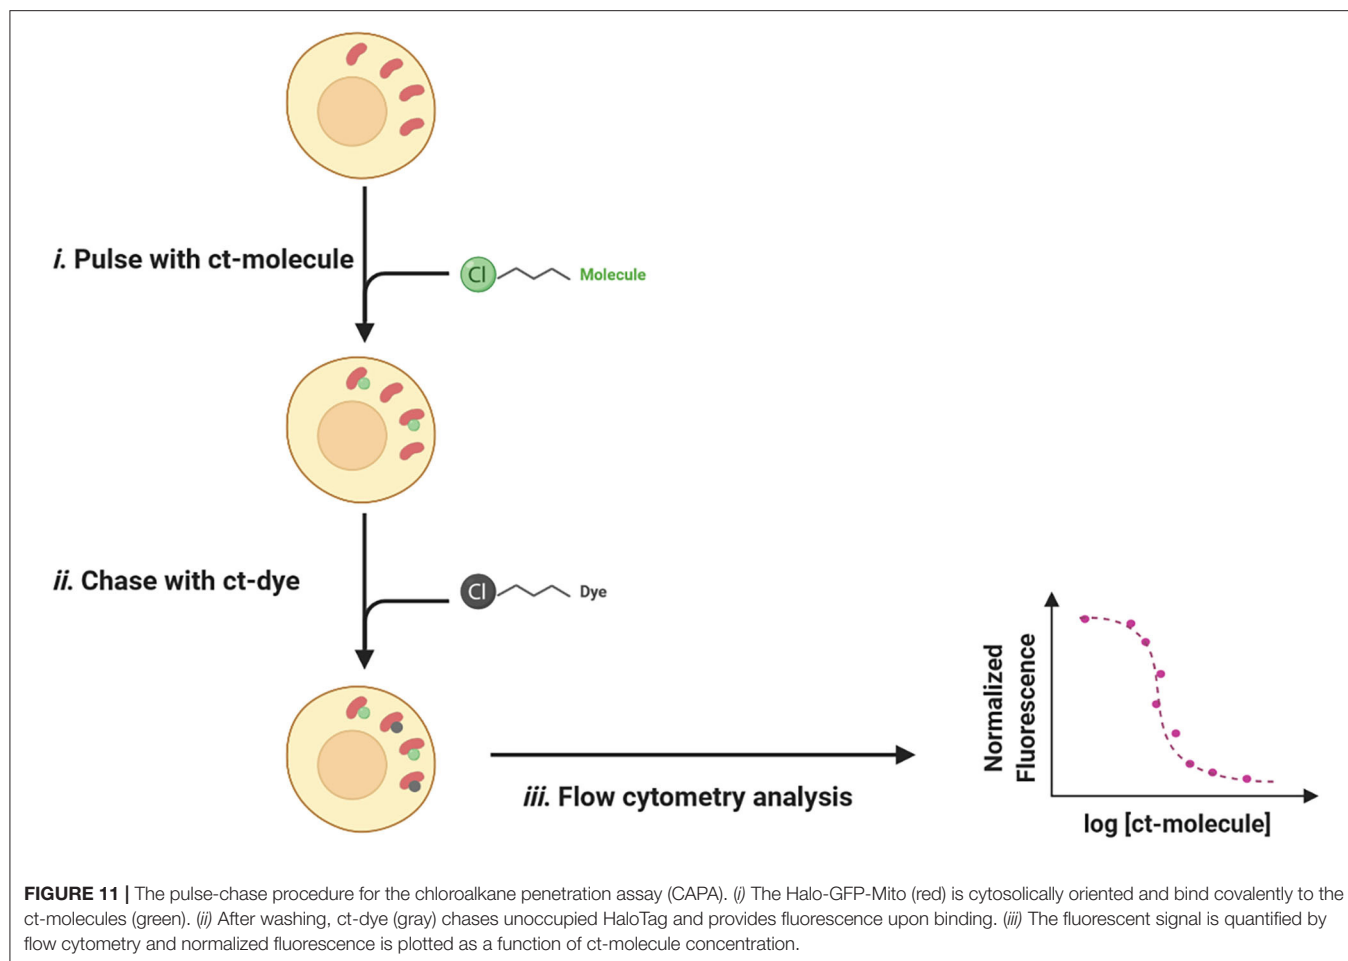 i. Pulse with ct-molecule
Cl
Molecule
ii. Chase with ct-dye
Cl
Dye
iii. Flow cytometry analysis
Normalized
Fluorescence
log [ct-molecule]
FIGURE 11 | The pulse-chase procedure for the chloroalkane penetration assay (CAPA). (i) The Halo-GFP-Mito (red) is cytosolically oriented and bind covalently to the
ct-molecules (green). (ii) After washing, ct-dye (gray) chases unoccupied HaloTag and provides fluorescence upon binding. (iii) The fluorescent signal is quantified by
flow cytometry and normalized fluorescence is plotted as a function of ct-molecule concentration.